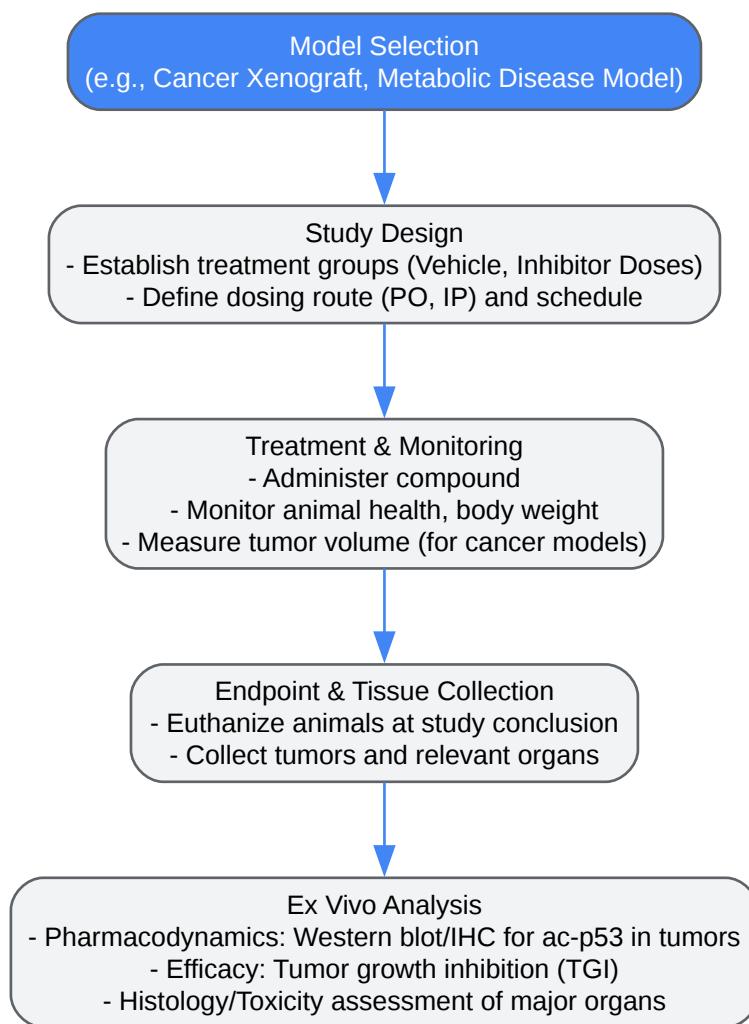 Model Selection
(e.g., Cancer Xenograft, Metabolic Disease Model)
Study Design
- Establish treatment groups (Vehicle, Inhibitor Doses)
- Define dosing route (PO, IP) and schedule
Treatment & Monitoring
- Administer compound
- Monitor animal health, body weight
- Measure tumor volume (for cancer models)
Endpoint & Tissue Collection
- Euthanize animals at study conclusion
- Collect tumors and relevant organs
Ex Vivo Analysis
- Pharmacodynamics: Western blot/IHC for ac-p53 in tumors
- Efficacy: Tumor growth inhibition (TGI)
- Histology/Toxicity assessment of major organs